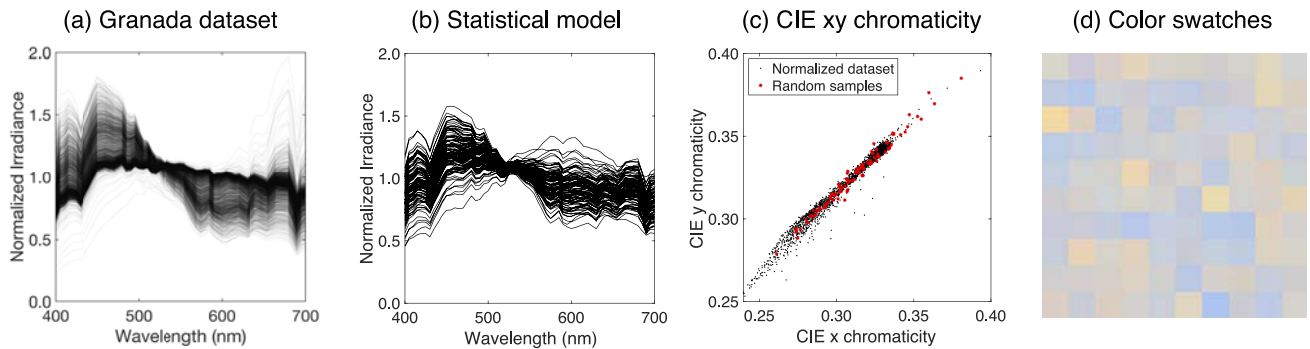 (a) Granada dataset
2.0
1.5
1.0
0.5
0.0
400
500
600
700
Normalized Irradiance
Wavelength (nm)
(b) Statistical model
2.0
1.5
1.0
0.5
0.0
400
500
600
700
Normalized Irradiance
Wavelength (nm)
(c) CIE xy chromaticity
0.40
0.35
0.30
0.25
0.25
0.30
0.35
0.40
CIE y chromaticity
CIE x chromaticity
Normalized dataset
Random samples
(d) Color swatches